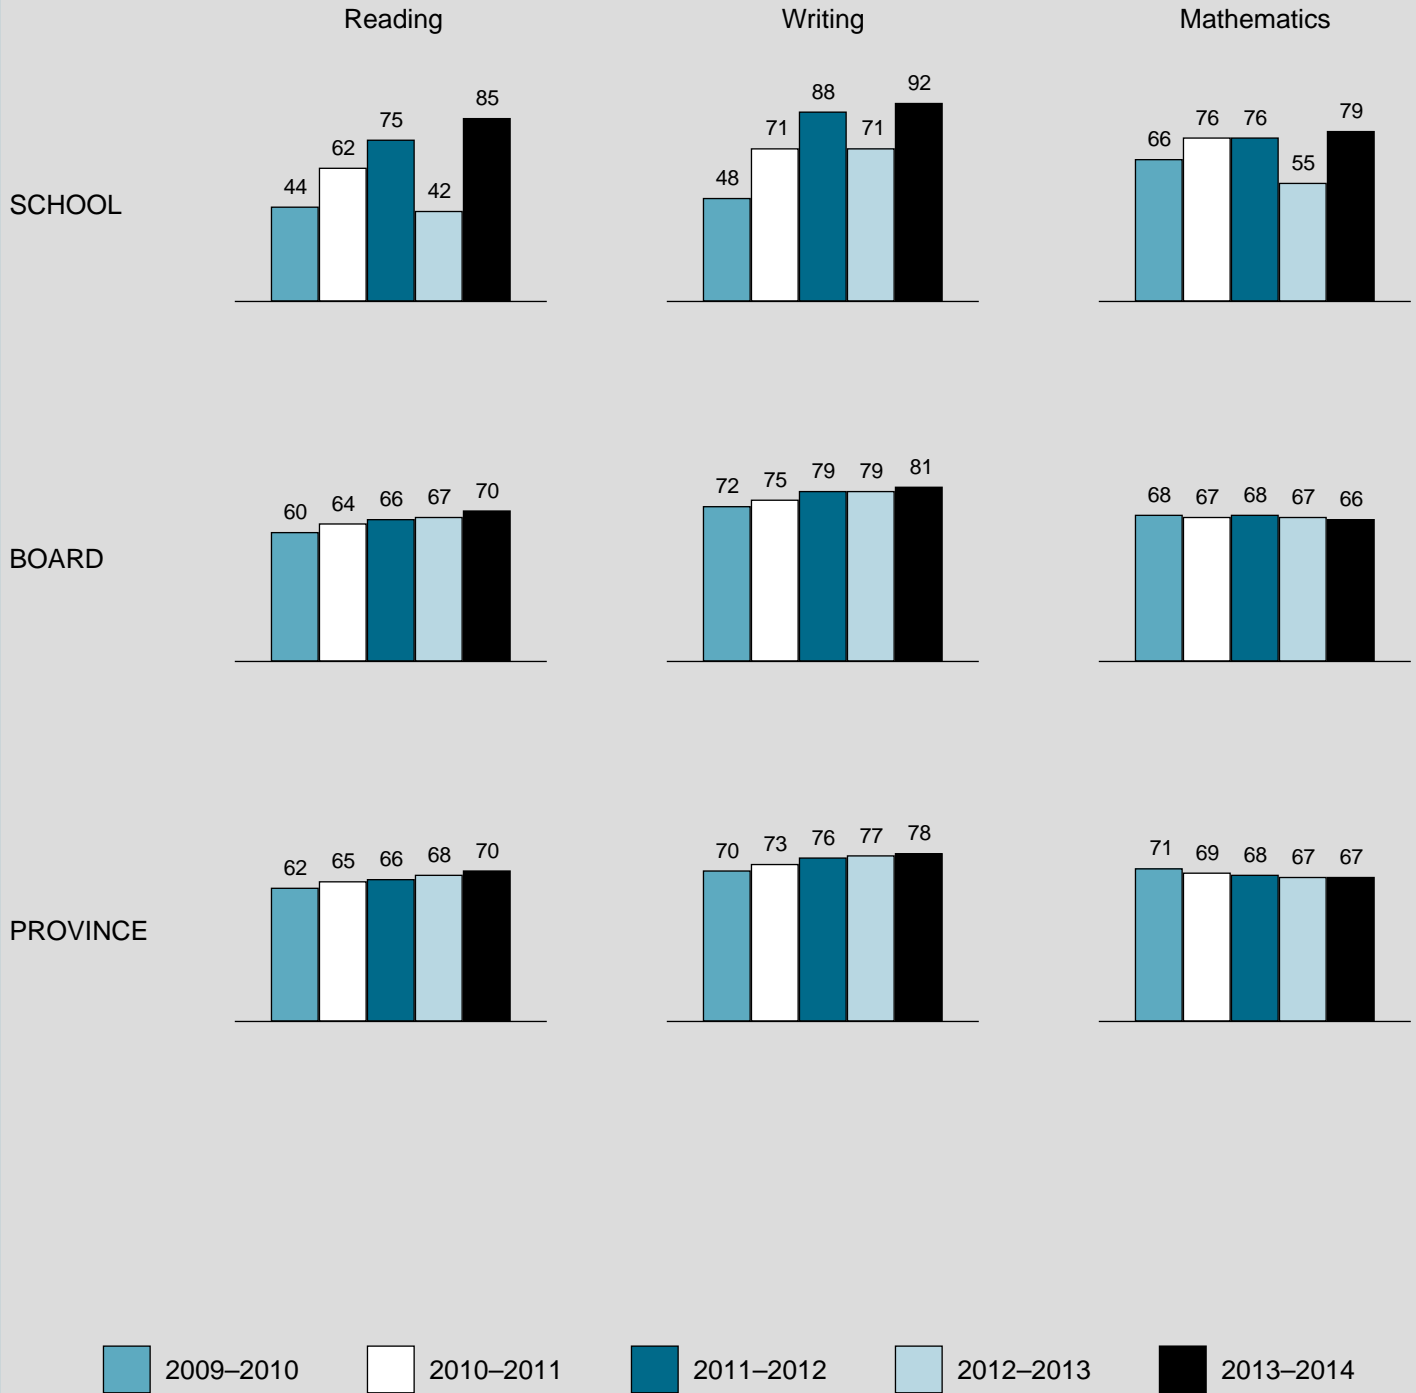 Reading Writing Mathematics
SCHOOL
44 62 75 42 85
48 71 88 71 92
66 76 76 55 79
BOARD
60 64 66 67 70
72 75 79 79 81
68 67 68 67 66
PROVINCE
62 65 66 68 70
70 73 76 77 78
71 69 68 67 67
2009–2010 2010–2011 2011–2012 2012–2013 2013–2014